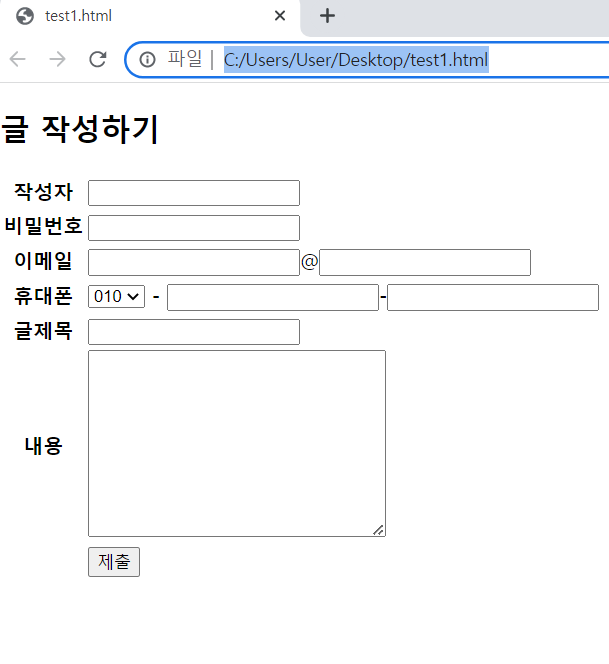 test1.html
파일 | C:/Users/User/Desktop/test1.html
글 작성하기
작성자
비밀번호
이메일 @
휴대폰 010 - -
글제목
내용
제출